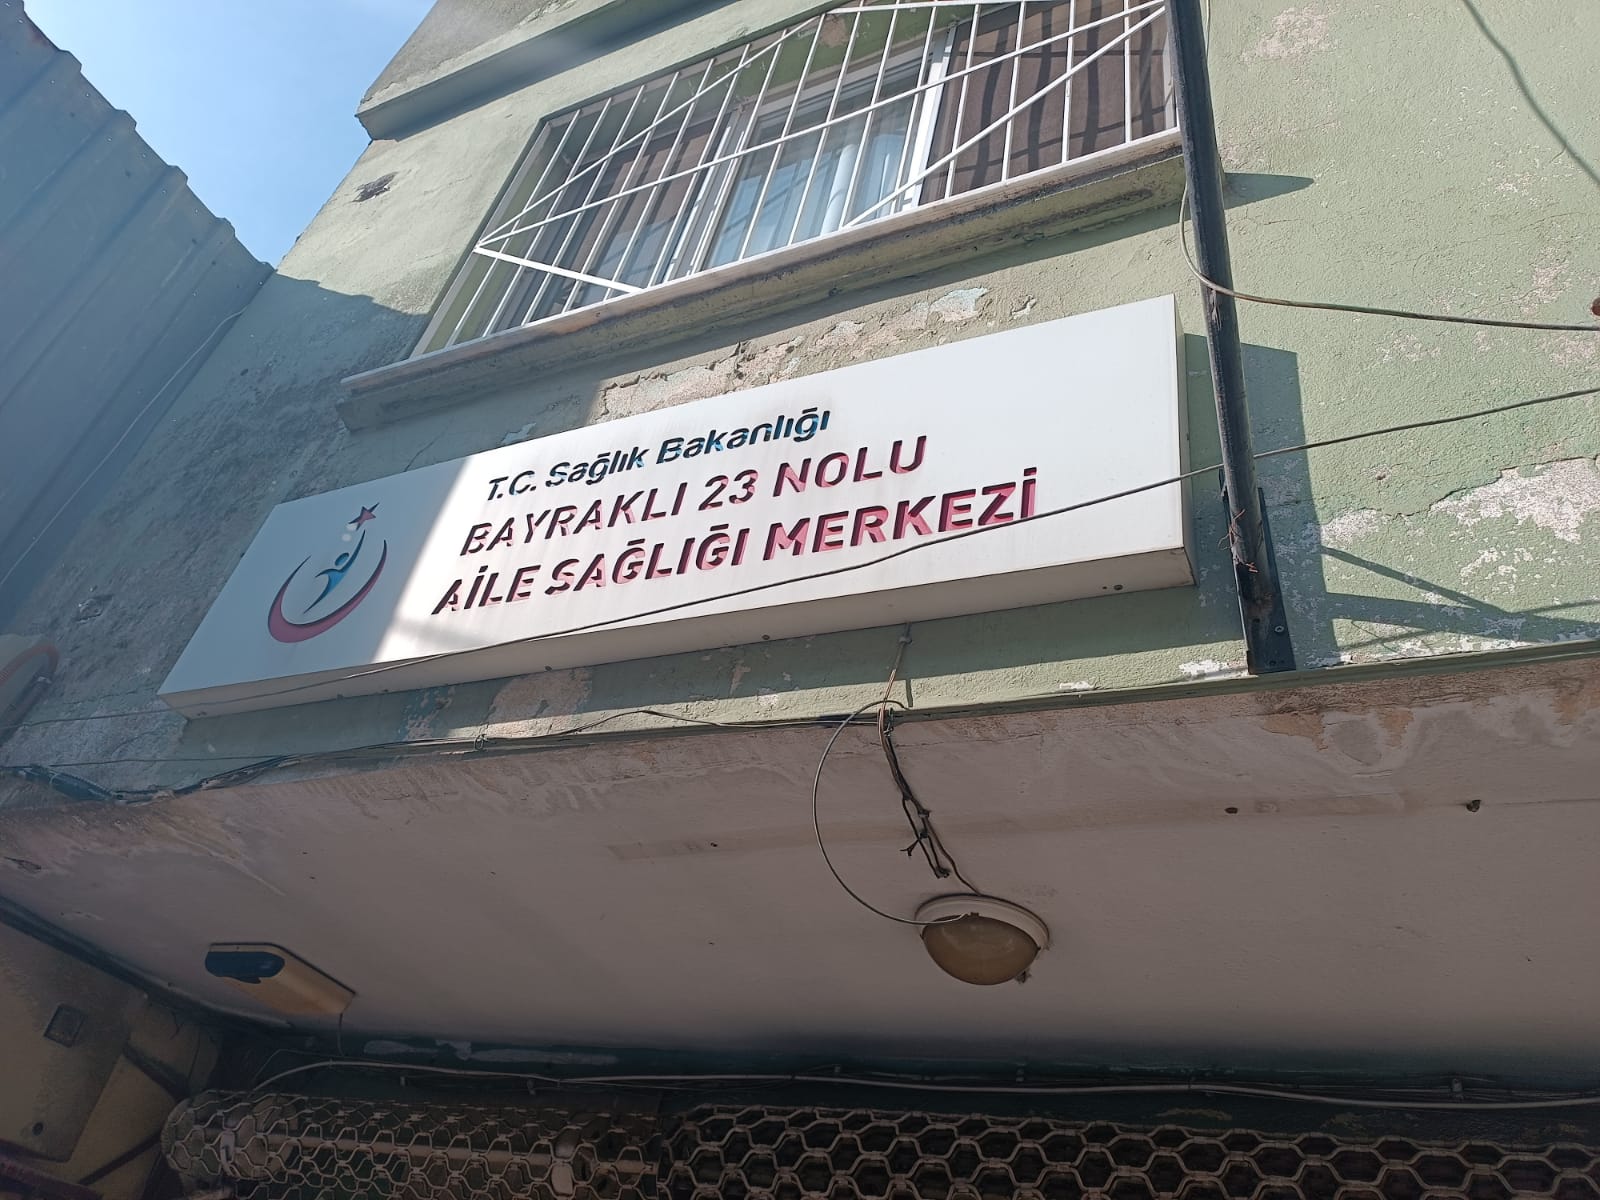 T.C. Sağlık Bakanlığı
BAYRAKLI 23 NOLU
AİLE SAĞLIĞI MERKEZİ